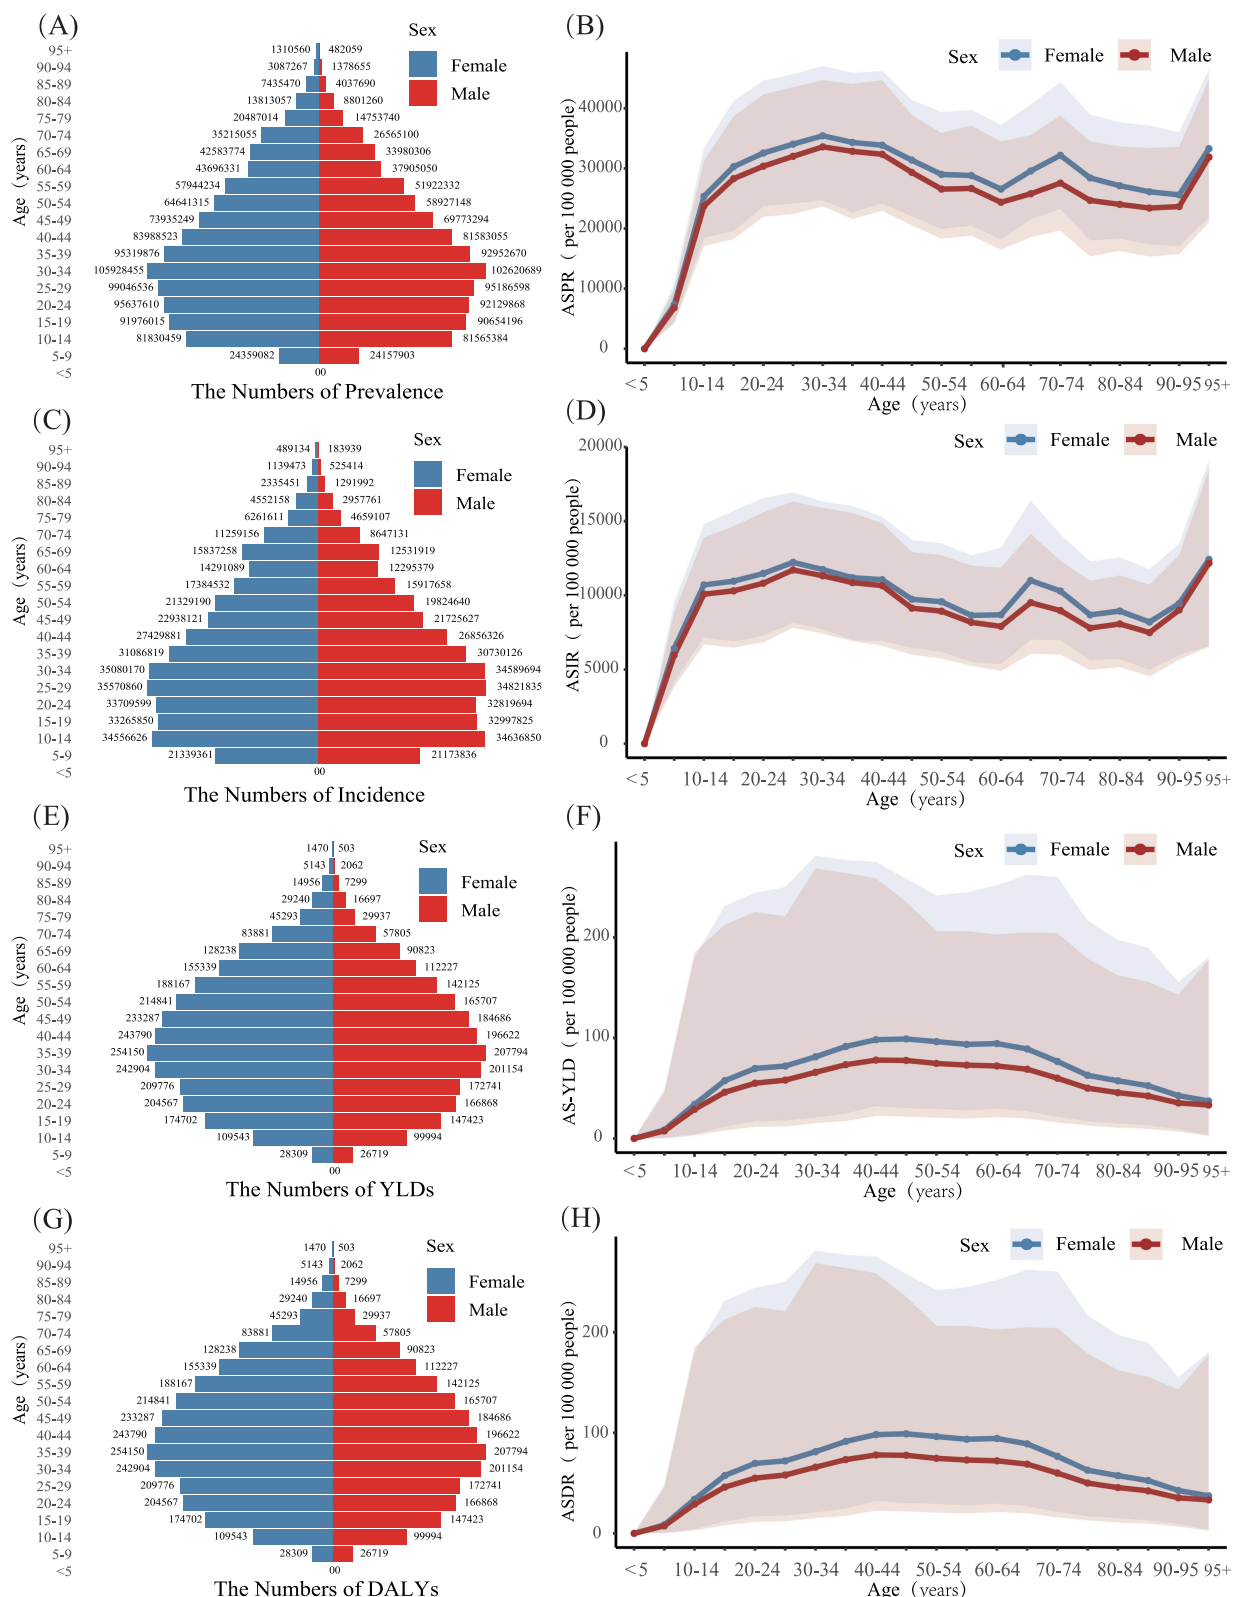 (A)
Sex
Female
Male
Age (years)
95+ 1310560 482059
90-94 3087267 1378655
85-89 7435470 4037690
80-84 13813057 8801260
75-79 20487014 14753740
70-74 35215055 26565100
65-69 42583774 33980306
60-64 43696331 37905050
55-59 57944234 51922332
50-54 64641315 58927148
45-49 73935249 69773294
40-44 83988523 81583055
35-39 95319876 92952670
30-34 105928455 102620689
25-29 99046536 95186598
20-24 95637610 92129868
15-19 91976015 90654196
10-14 81830459 81565384
5-9 24359082 24157903
<5 00
The Numbers of Prevalence
(B)
Sex Female Male
ASPR ( per 100 000 people)
40000
30000
20000
10000
0
<5 10-14 20-24 30-34 40-44 50-54 60-64 70-74 80-84 90-95 95+
Age (years)
(C)
Sex
Female
Male
Age (years)
95+ 489134 183939
90-94 1139473 525414
85-89 2335451 1291992
80-84 4552158 2957761
75-79 6261611 4659107
70-74 11259156 8647131
65-69 15837258 12531919
60-64 14291089 12295379
55-59 17384532 15917658
50-54 21329190 19824640
45-49 22938121 21725627
40-44 27429881 26856326
35-39 31086819 30730126
30-34 35080170 34589694
25-29 35570860 34821835
20-24 33709599 32819694
15-19 33265850 32997825
10-14 34556626 34636850
5-9 21339361 21173836
<5 00
The Numbers of Incidence
(D)
Sex Female Male
ASIR ( per 100 000 people)
20000
15000
10000
5000
0
<5 10-14 20-24 30-34 40-44 50-54 60-64 70-74 80-84 90-95 95+
Age (years)
(E)
Sex
Female
Male
Age (years)
95+ 1470 503
90-94 5143 2062
85-89 14956 7299
80-84 29240 16697
75-79 45293 29937
70-74 83881 57805
65-69 128238 90823
60-64 155339 112227
55-59 188167 142125
50-54 214841 165707
45-49 233287 184686
40-44 243790 196622
35-39 254150 207794
30-34 242904 201154
25-29 209776 172741
20-24 204567 166868
15-19 174702 147423
10-14 109543 99994
5-9 28309 26719
<5 00
The Numbers of YLDs
(F)
Sex Female Male
AS-YLD ( per 100 000 people)
200
100
0
<5 10-14 20-24 30-34 40-44 50-54 60-64 70-74 80-84 90-95 95+
Age (years)
(G)
Sex
Female
Male
Age (years)
95+ 1470 503
90-94 5143 2062
85-89 14956 7299
80-84 29240 16697
75-79 45293 29937
70-74 83881 57805
65-69 128238 90823
60-64 155339 112227
55-59 188167 142125
50-54 214841 165707
45-49 233287 184686
40-44 243790 196622
35-39 254150 207794
30-34 242904 201154
25-29 209776 172741
20-24 204567 166868
15-19 174702 147423
10-14 109543 99994
5-9 28309 26719
<5 00
The Numbers of DALYs
(H)
Sex Female Male
ASDR ( per 100 000 people)
200
100
0
<5 10-14 20-24 30-34 40-44 50-54 60-64 70-74 80-84 90-95 95+
Age (years)